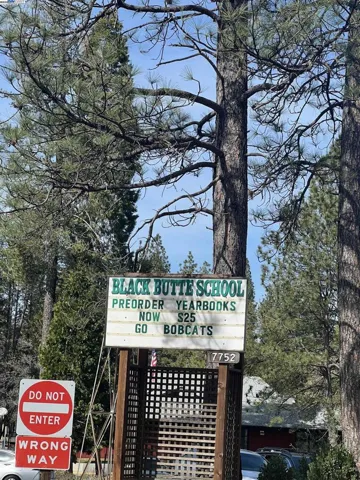 BLACK BUTTE SCHOOL
PREORDER YEARBOOKS
NOW $25
GO BOBCATS
7752
DO NOT
ENTER
WRONG
WAY